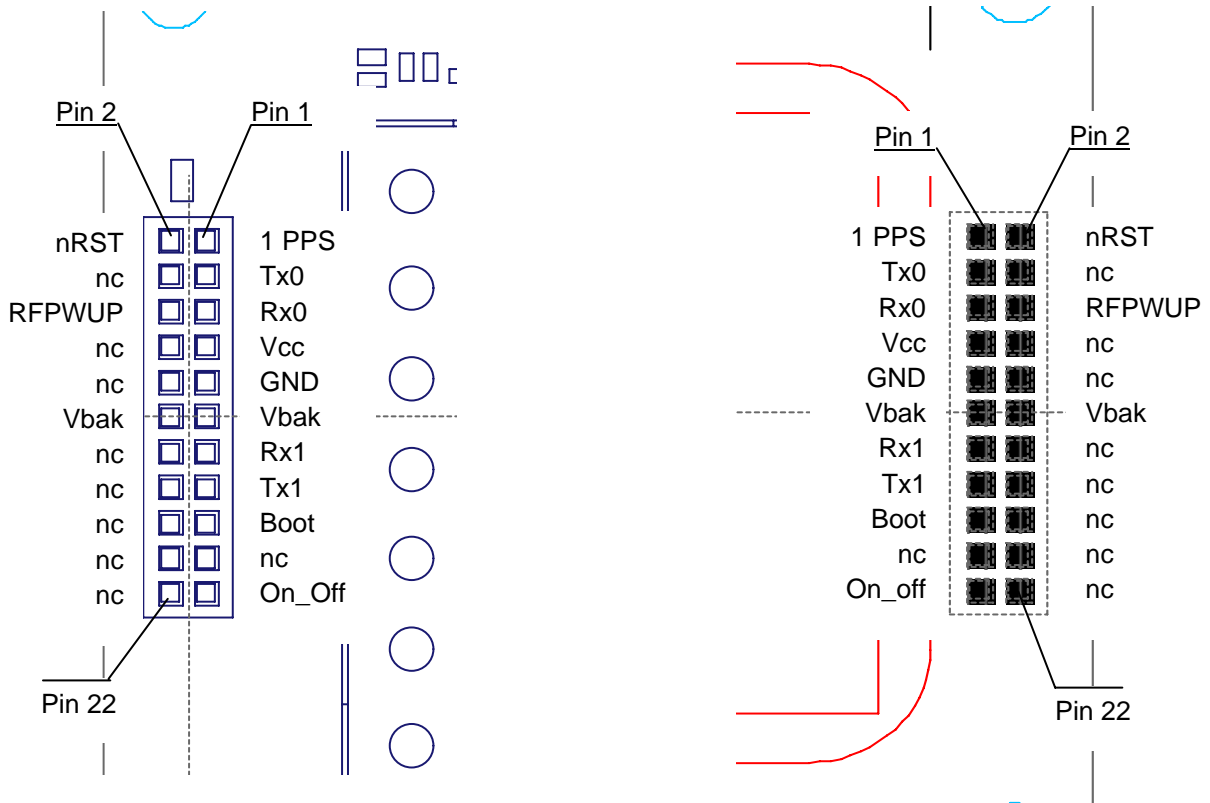 Pin 2 Pin 1
nRST 1 PPS
nc Tx0
RFPWUP Rx0
nc Vcc
nc GND
Vbak Vbak
nc Rx1
nc Tx1
nc Boot
nc nc
nc On_Off
Pin 22
Pin 1 Pin 2
1 PPS nRST
Tx0 nc
Rx0 RFPWUP
Vcc nc
GND nc
Vbak Vbak
Rx1 nc
Tx1 nc
Boot nc
nc nc
On_off nc
Pin 22